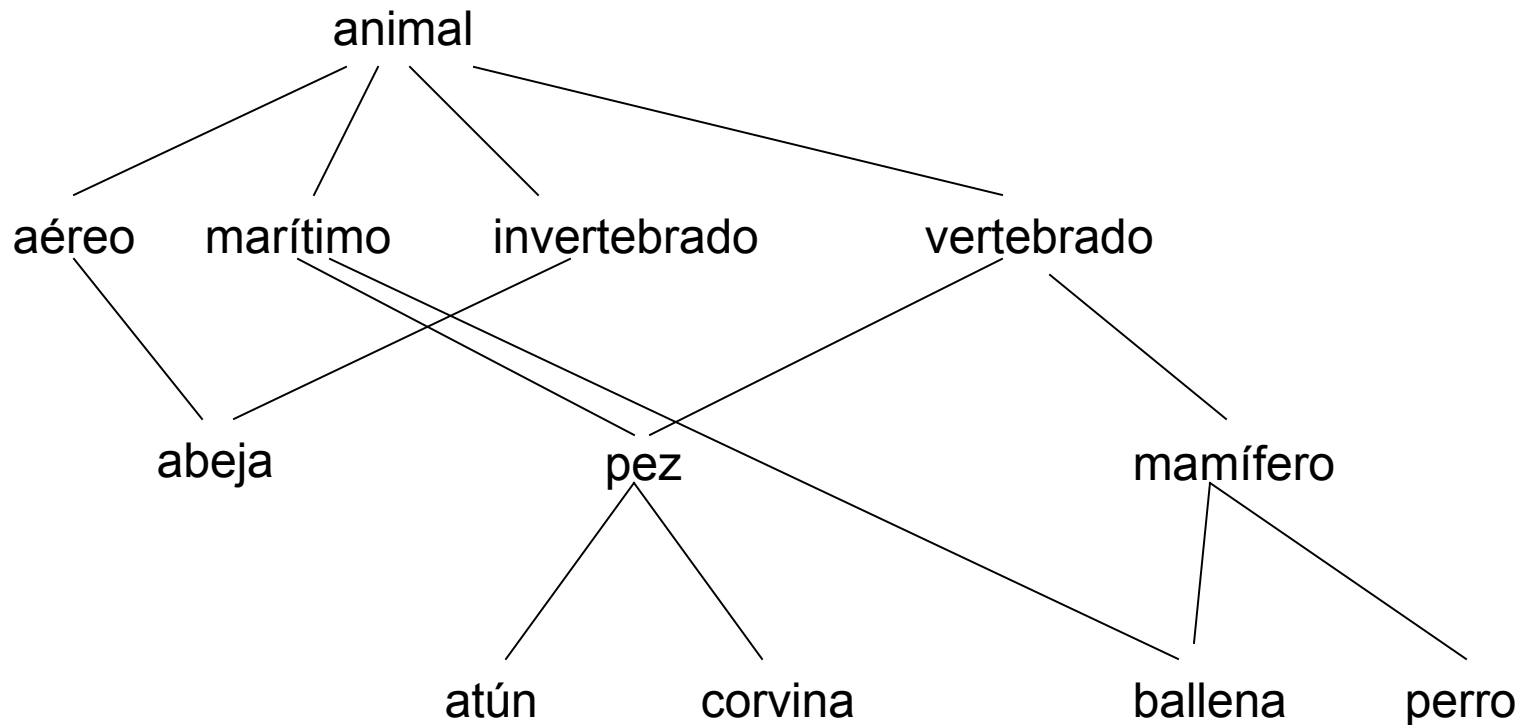 animal
aéreo marítimo invertebrado vertebrado
abeja pez mamífero
atún corvina ballena perro